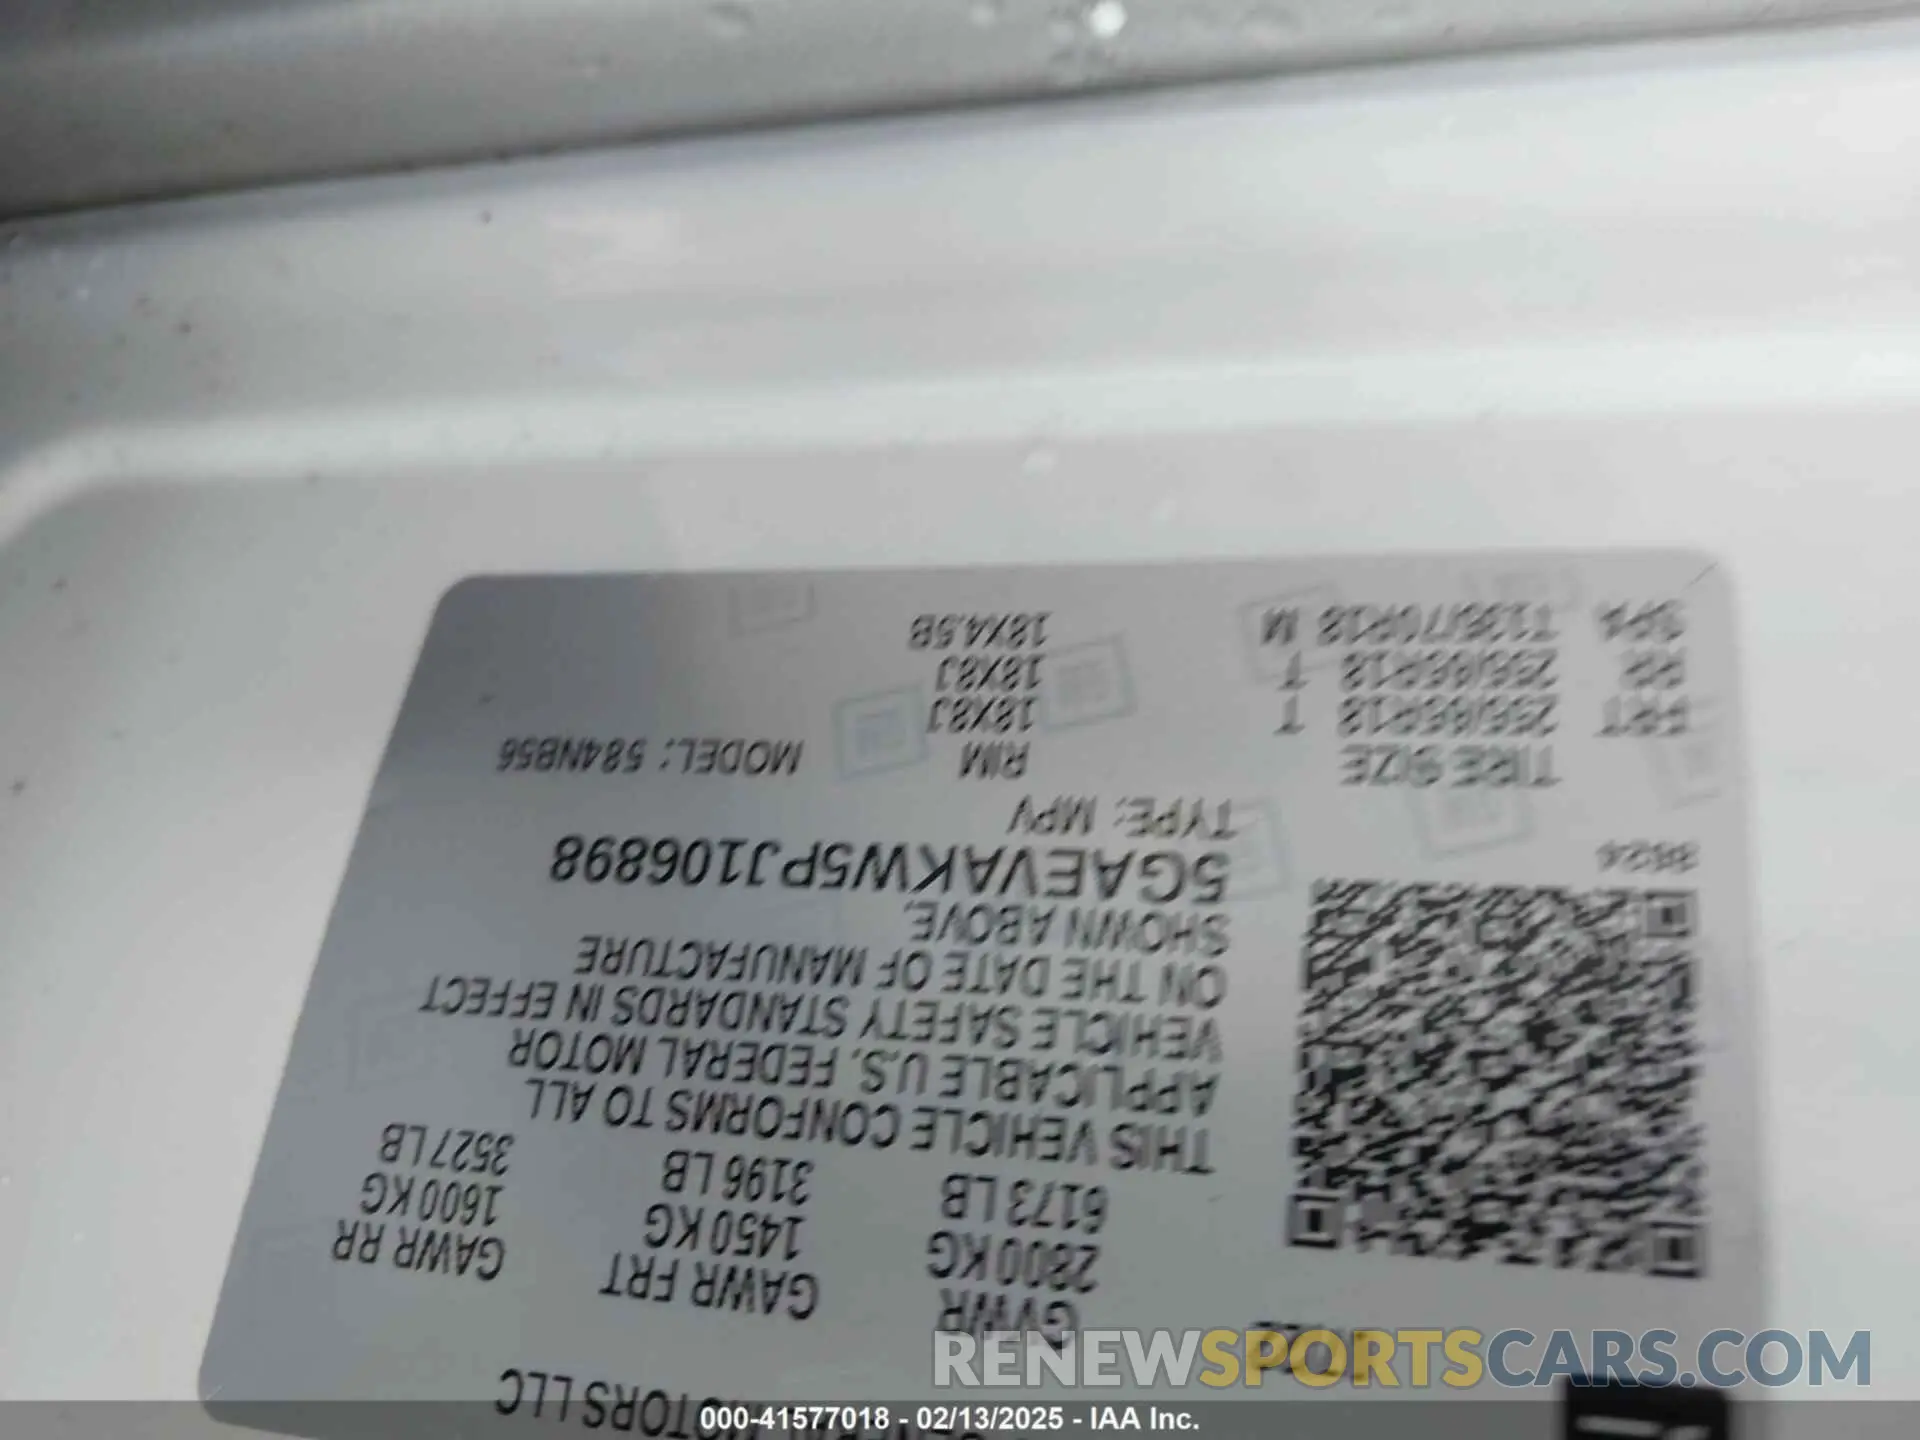 GENERAL MOTORS LLC
GVWR GAWR FRT GAWR RR
2800 KG 1450 KG 1600 KG
6173 LB 3196 LB 3527 LB
THIS VEHICLE CONFORMS TO ALL
APPLICABLE U.S. FEDERAL MOTOR
VEHICLE SAFETY STANDARDS IN EFFECT
ON THE DATE OF MANUFACTURE
SHOWN ABOVE.
5GAEVAKW5PJ106898
TYPE: MPV
TIRE SIZE RIM MODEL: 584NB56
FRT 255/65R18 T 18X8J
RR 255/65R18 T 18X8J
SPA T135/70R18 M 18X4.5B
RENEWSPORTSCARS.COM
000-41577018 - 02/13/2025 - IAA Inc.